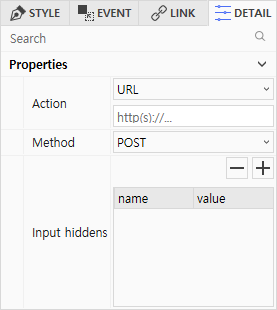 STYLE EVENT LINK DETAIL
Search
Properties
Action URL
http(s)://...
Method POST
name value
Input hiddens